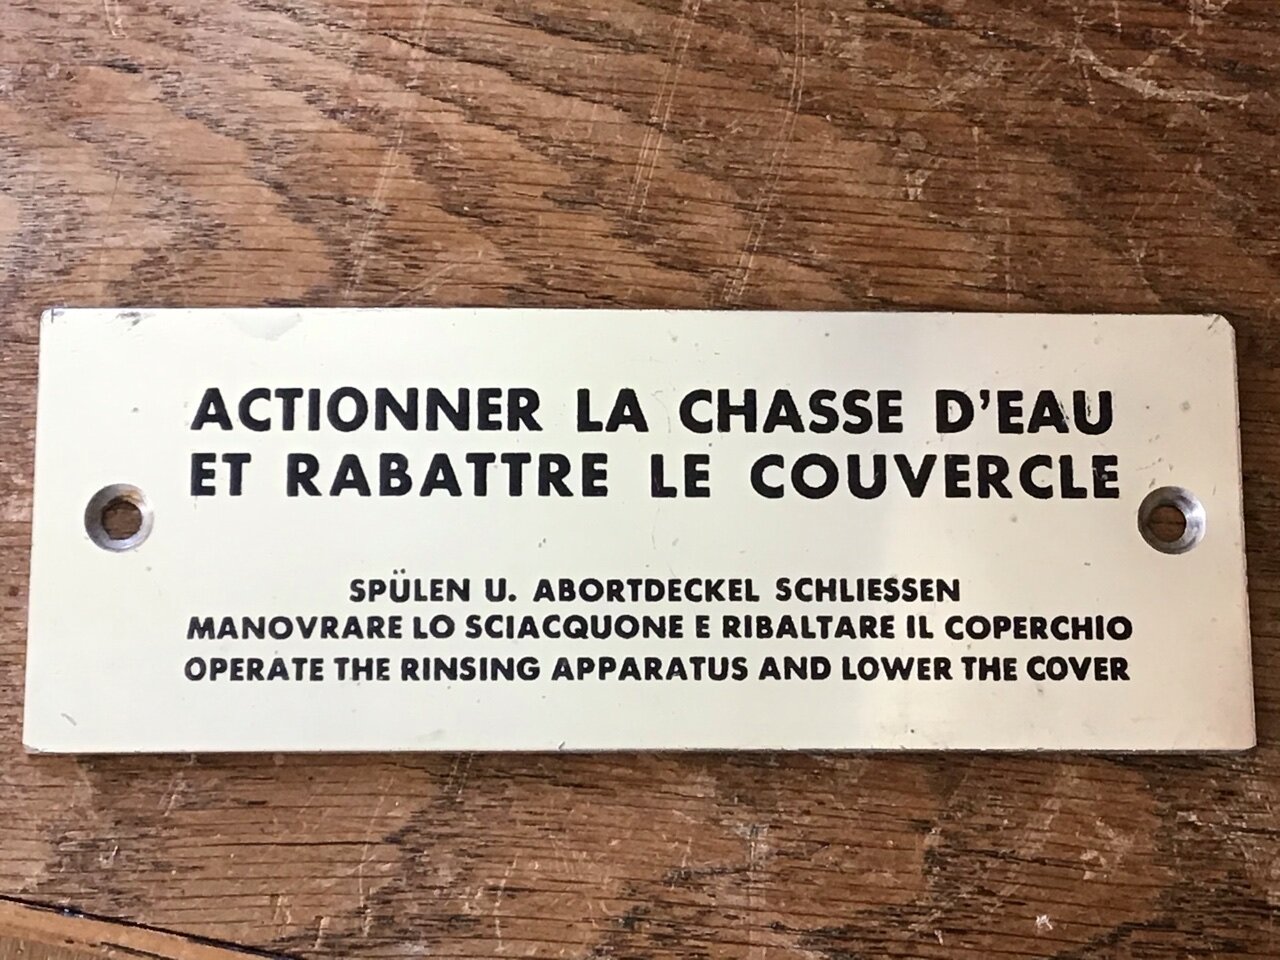 ACTIONNER LA CHASSE D'EAU
ET RABATTRE LE COUVERCLE
SPÜLEN U. ABORTDECKEL SCHLIESSEN
MANOVRARE LO SCIACQUONE E RIBALTARE IL COPERCHIO
OPERATE THE RINSING APPARATUS AND LOWER THE COVER